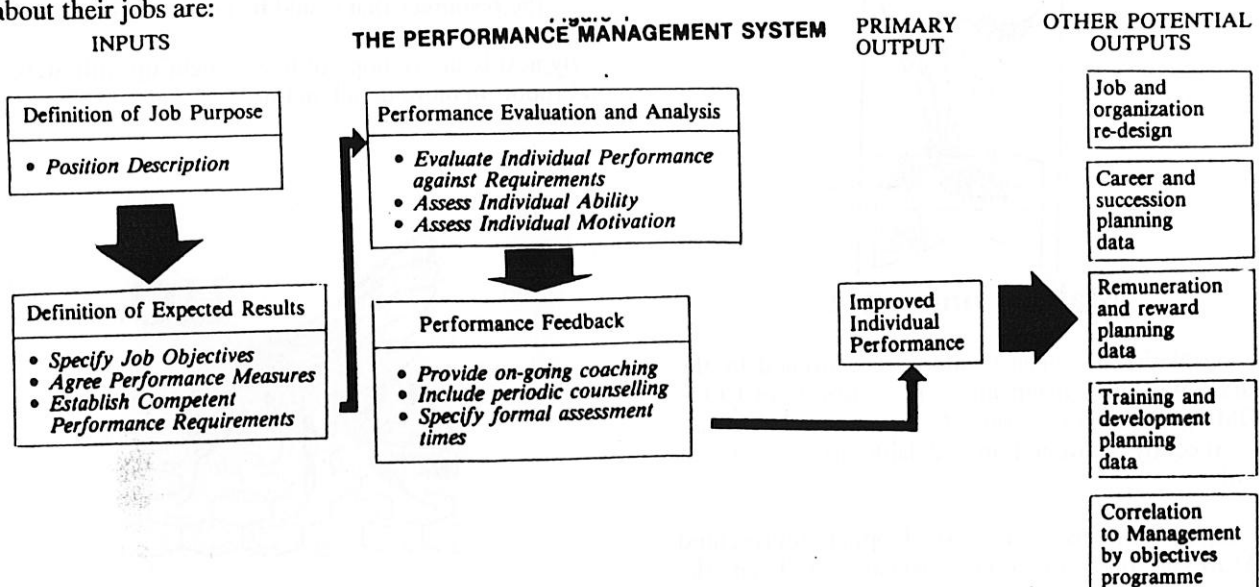 about their jobs are:
INPUTS
THE PERFORMANCE MANAGEMENT SYSTEM
PRIMARY
OUTPUT
OTHER POTENTIAL
OUTPUTS
Definition of Job Purpose
• Position Description
Definition of Expected Results
• Specify Job Objectives
• Agree Performance Measures
• Establish Competent
Performance Requirements
Performance Evaluation and Analysis
• Evaluate Individual Performance
against Requirements
• Assess Individual Ability
• Assess Individual Motivation
Performance Feedback
• Provide on-going coaching
• Include periodic counselling
• Specify formal assessment
times
Improved
Individual
Performance
Job and
organization
re-design
Career and
succession
planning
data
Remuneration
and reward
planning
data
Training and
development
planning
data
Correlation
to Management
by objectives
programme